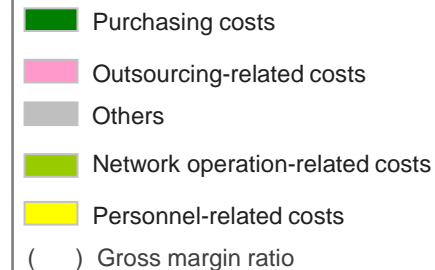 Purchasing costs
Outsourcing-related costs
Others
Network operation-related costs
Personnel-related costs
(      ) Gross margin ratio